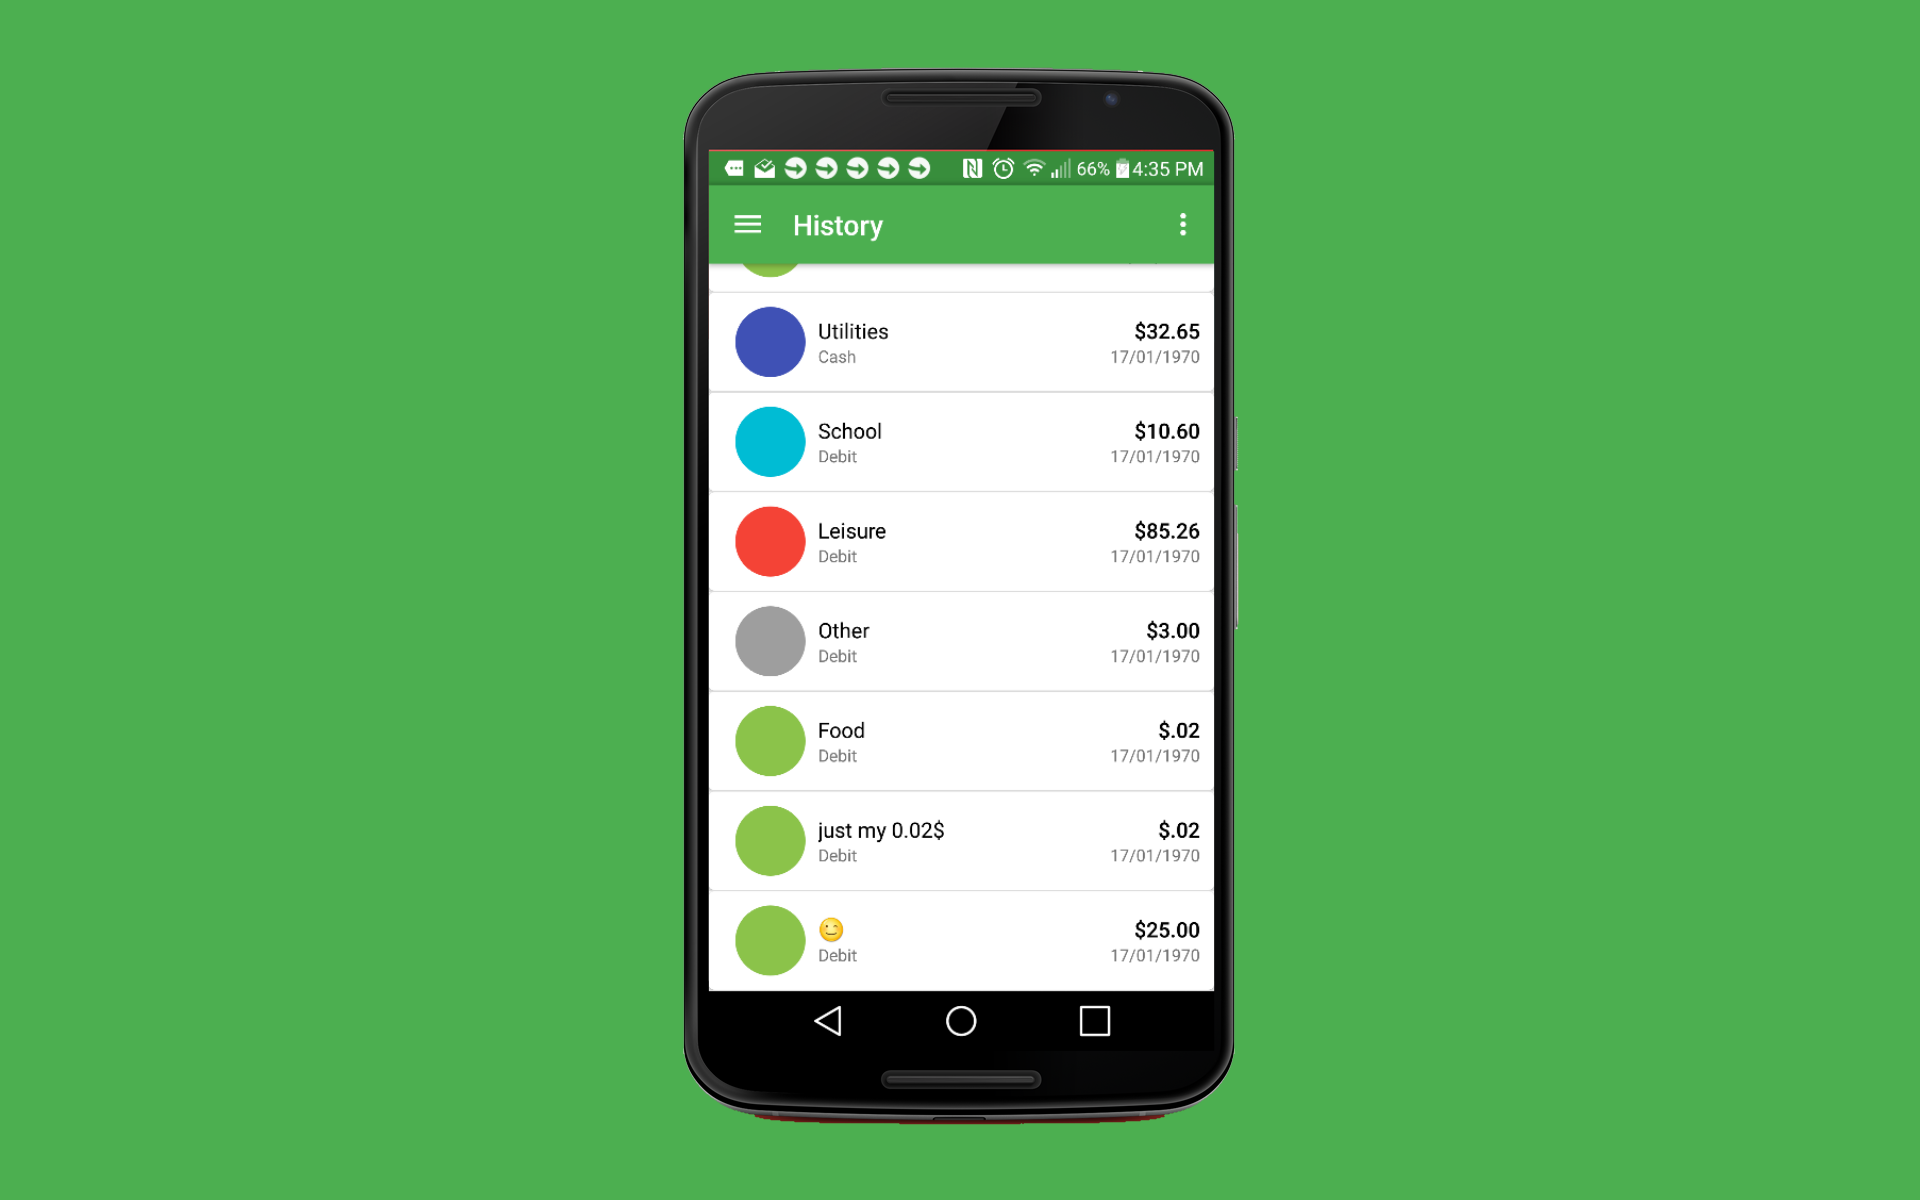 66% 4:35 PM
History
Utilities $32.65
Cash 17/01/1970
School $10.60
Debit 17/01/1970
Leisure $85.26
Debit 17/01/1970
Other $3.00
Debit 17/01/1970
Food $.02
Debit 17/01/1970
just my 0.02$ $.02
Debit 17/01/1970
😊 $25.00
Debit 17/01/1970